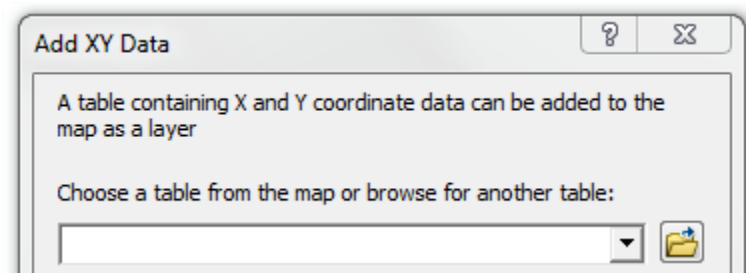 Add XY Data
A table containing X and Y coordinate data can be added to the
map as a layer
Choose a table from the map or browse for another table: